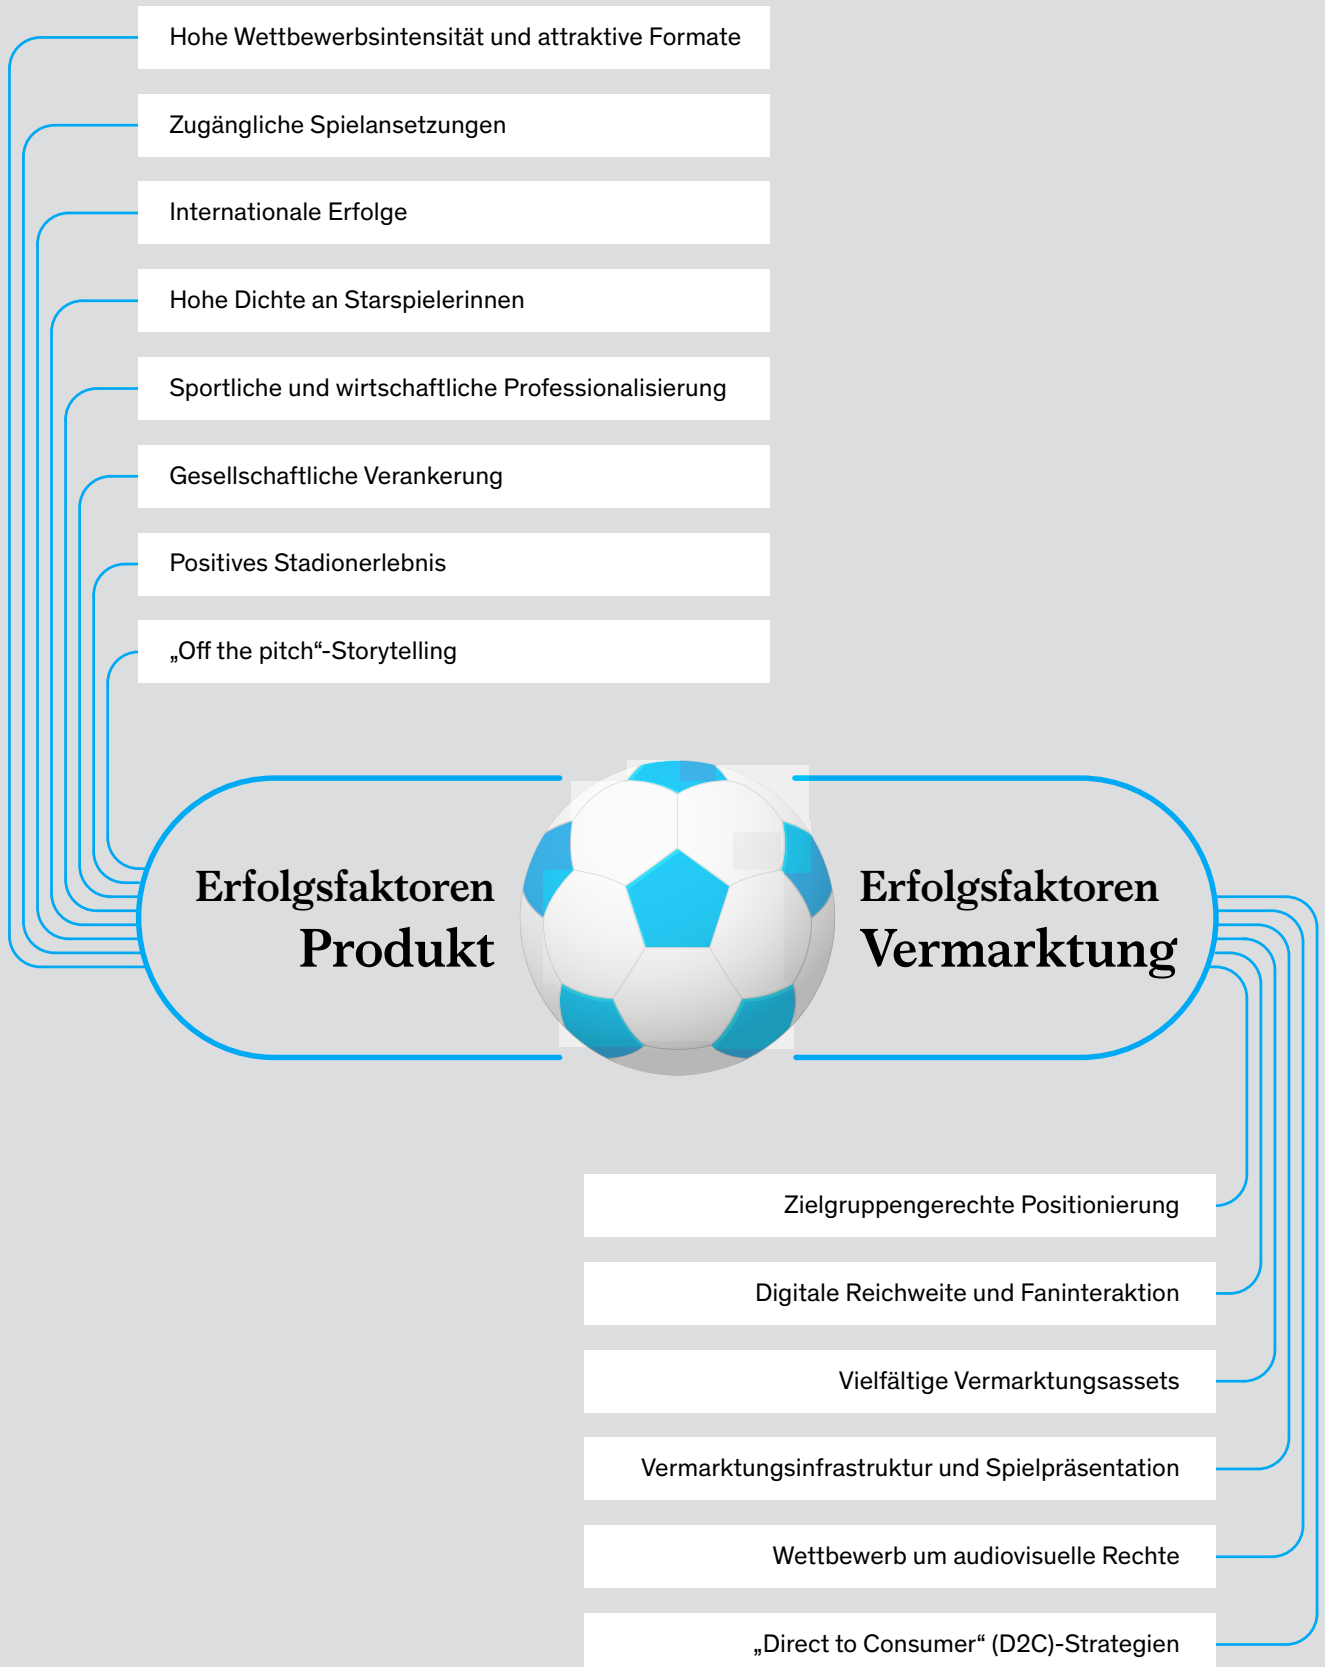 Hohe Wettbewerbsintensität und attraktive Formate
Zugängliche Spielansetzungen
Internationale Erfolge
Hohe Dichte an Starspielerinnen
Sportliche und wirtschaftliche Professionalisierung
Gesellschaftliche Verankerung
Positives Stadionerlebnis
„Off the pitch“-Storytelling
Erfolgsfaktoren
Produkt
Erfolgsfaktoren
Vermarktung
Zielgruppengerechte Positionierung
Digitale Reichweite und Faninteraktion
Vielfältige Vermarktungsassets
Vermarktungsinfrastruktur und Spielpräsentation
Wettbewerb um audiovisuelle Rechte
„Direct to Consumer“ (D2C)-Strategien